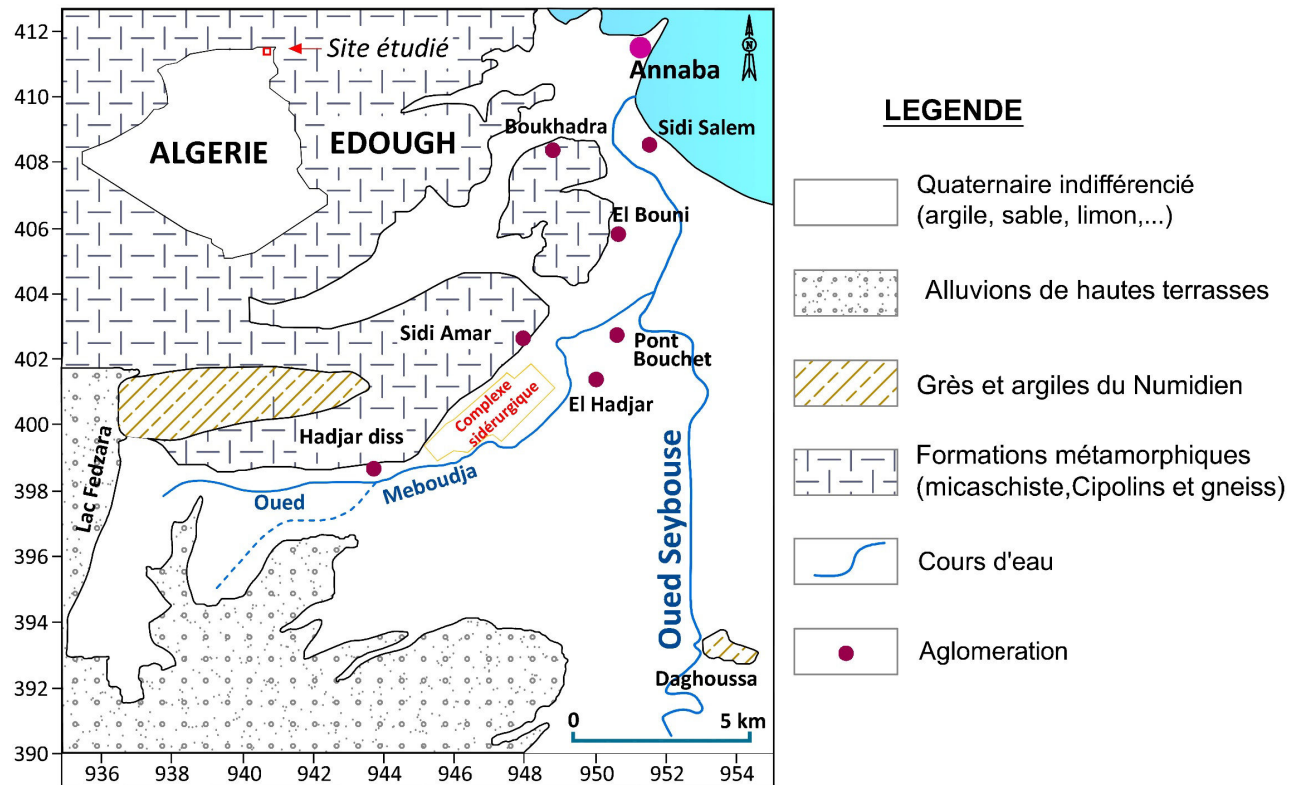 412
410
408
406
404
402
400
398
396
394
392
390
936
938
940
942
944
946
948
950
952
954
Site étudié
ALGERIE
EDOUGH
N
Annaba
Boukhadra
Sidi Salem
El Bouni
Sidi Amar
Pont
Bouchet
El Hadjar
Complexe
sidérurgique
Hadjar diss
Lac Fedzara
Oued
Meboudja
Oued Seybouse
Daghoussa
0
5 km
LEGENDE
Quaternaire indifférencié
(argile, sable, limon,...)
Alluvions de hautes terrasses
Grès et argiles du Numidien
Formations métamorphiques
(micaschiste,Cipolins et gneiss)
Cours d'eau
Aglomeration